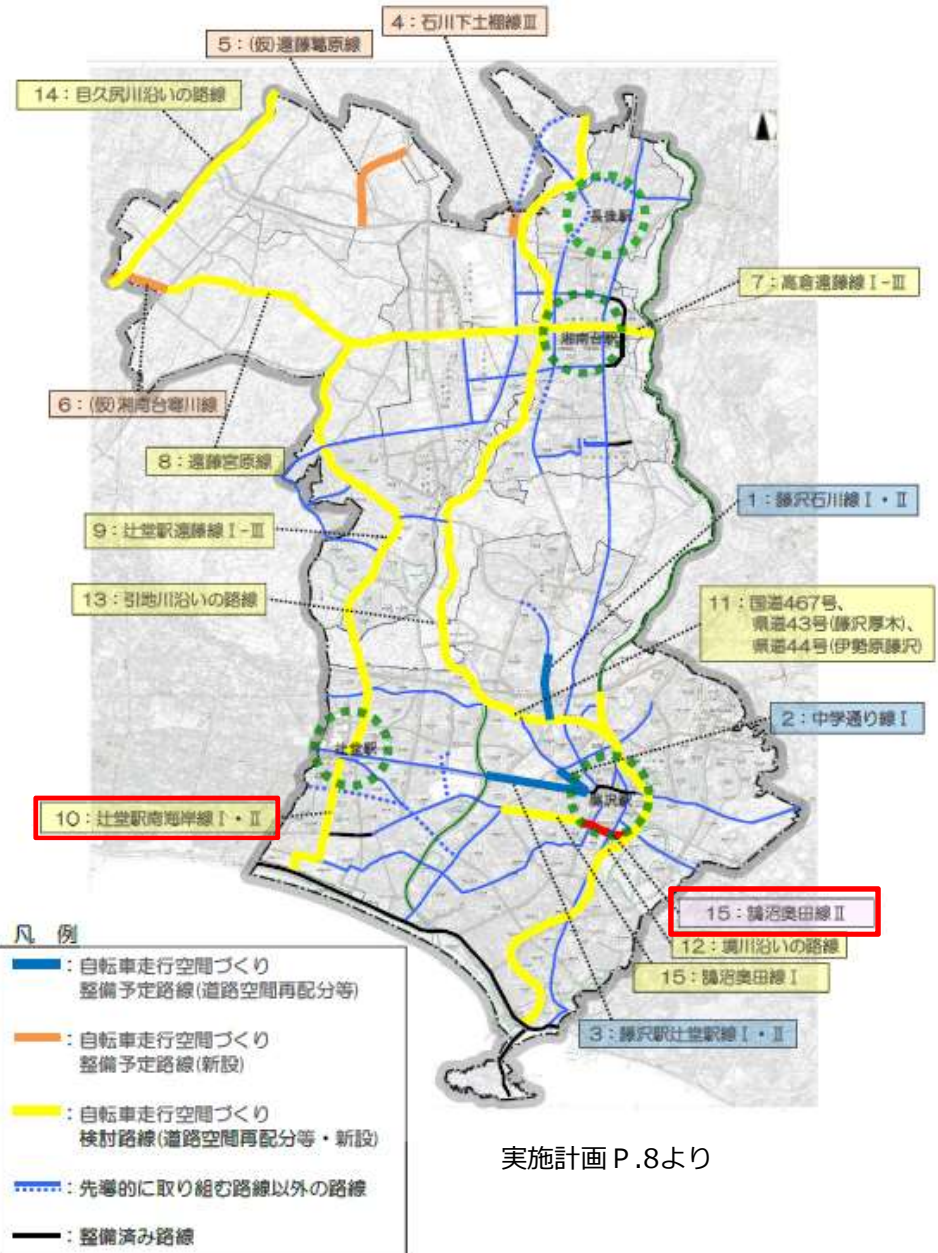 4：石川下土棚線Ⅲ
5：(仮)遠藤葛原線
14：目久尻川沿いの路線
長後駅
7：高倉遠藤線Ⅰ-Ⅲ
湘南台駅
6：(仮)湘南台寒川線
8：遠藤宮原線
1：藤沢石川線Ⅰ・Ⅱ
9：辻堂駅遠藤線Ⅰ-Ⅲ
13：引地川沿いの路線
11：国道467号、
県道43号(藤沢厚木)、
県道44号(伊勢原藤沢)
2：中学通り線Ⅰ
辻堂駅
藤沢駅
10：辻堂駅南海岸線Ⅰ・Ⅱ
15：鵠沼奥田線Ⅱ
12：境川沿いの路線
15：鵠沼奥田線Ⅰ
3：藤沢駅辻堂駅線Ⅰ・Ⅱ
凡　例
：自転車走行空間づくり
整備予定路線(道路空間再配分等)
：自転車走行空間づくり
整備予定路線(新設)
：自転車走行空間づくり
検討路線(道路空間再配分等・新設)
：先導的に取り組む路線以外の路線
：整備済み路線
実施計画Ｐ.8より